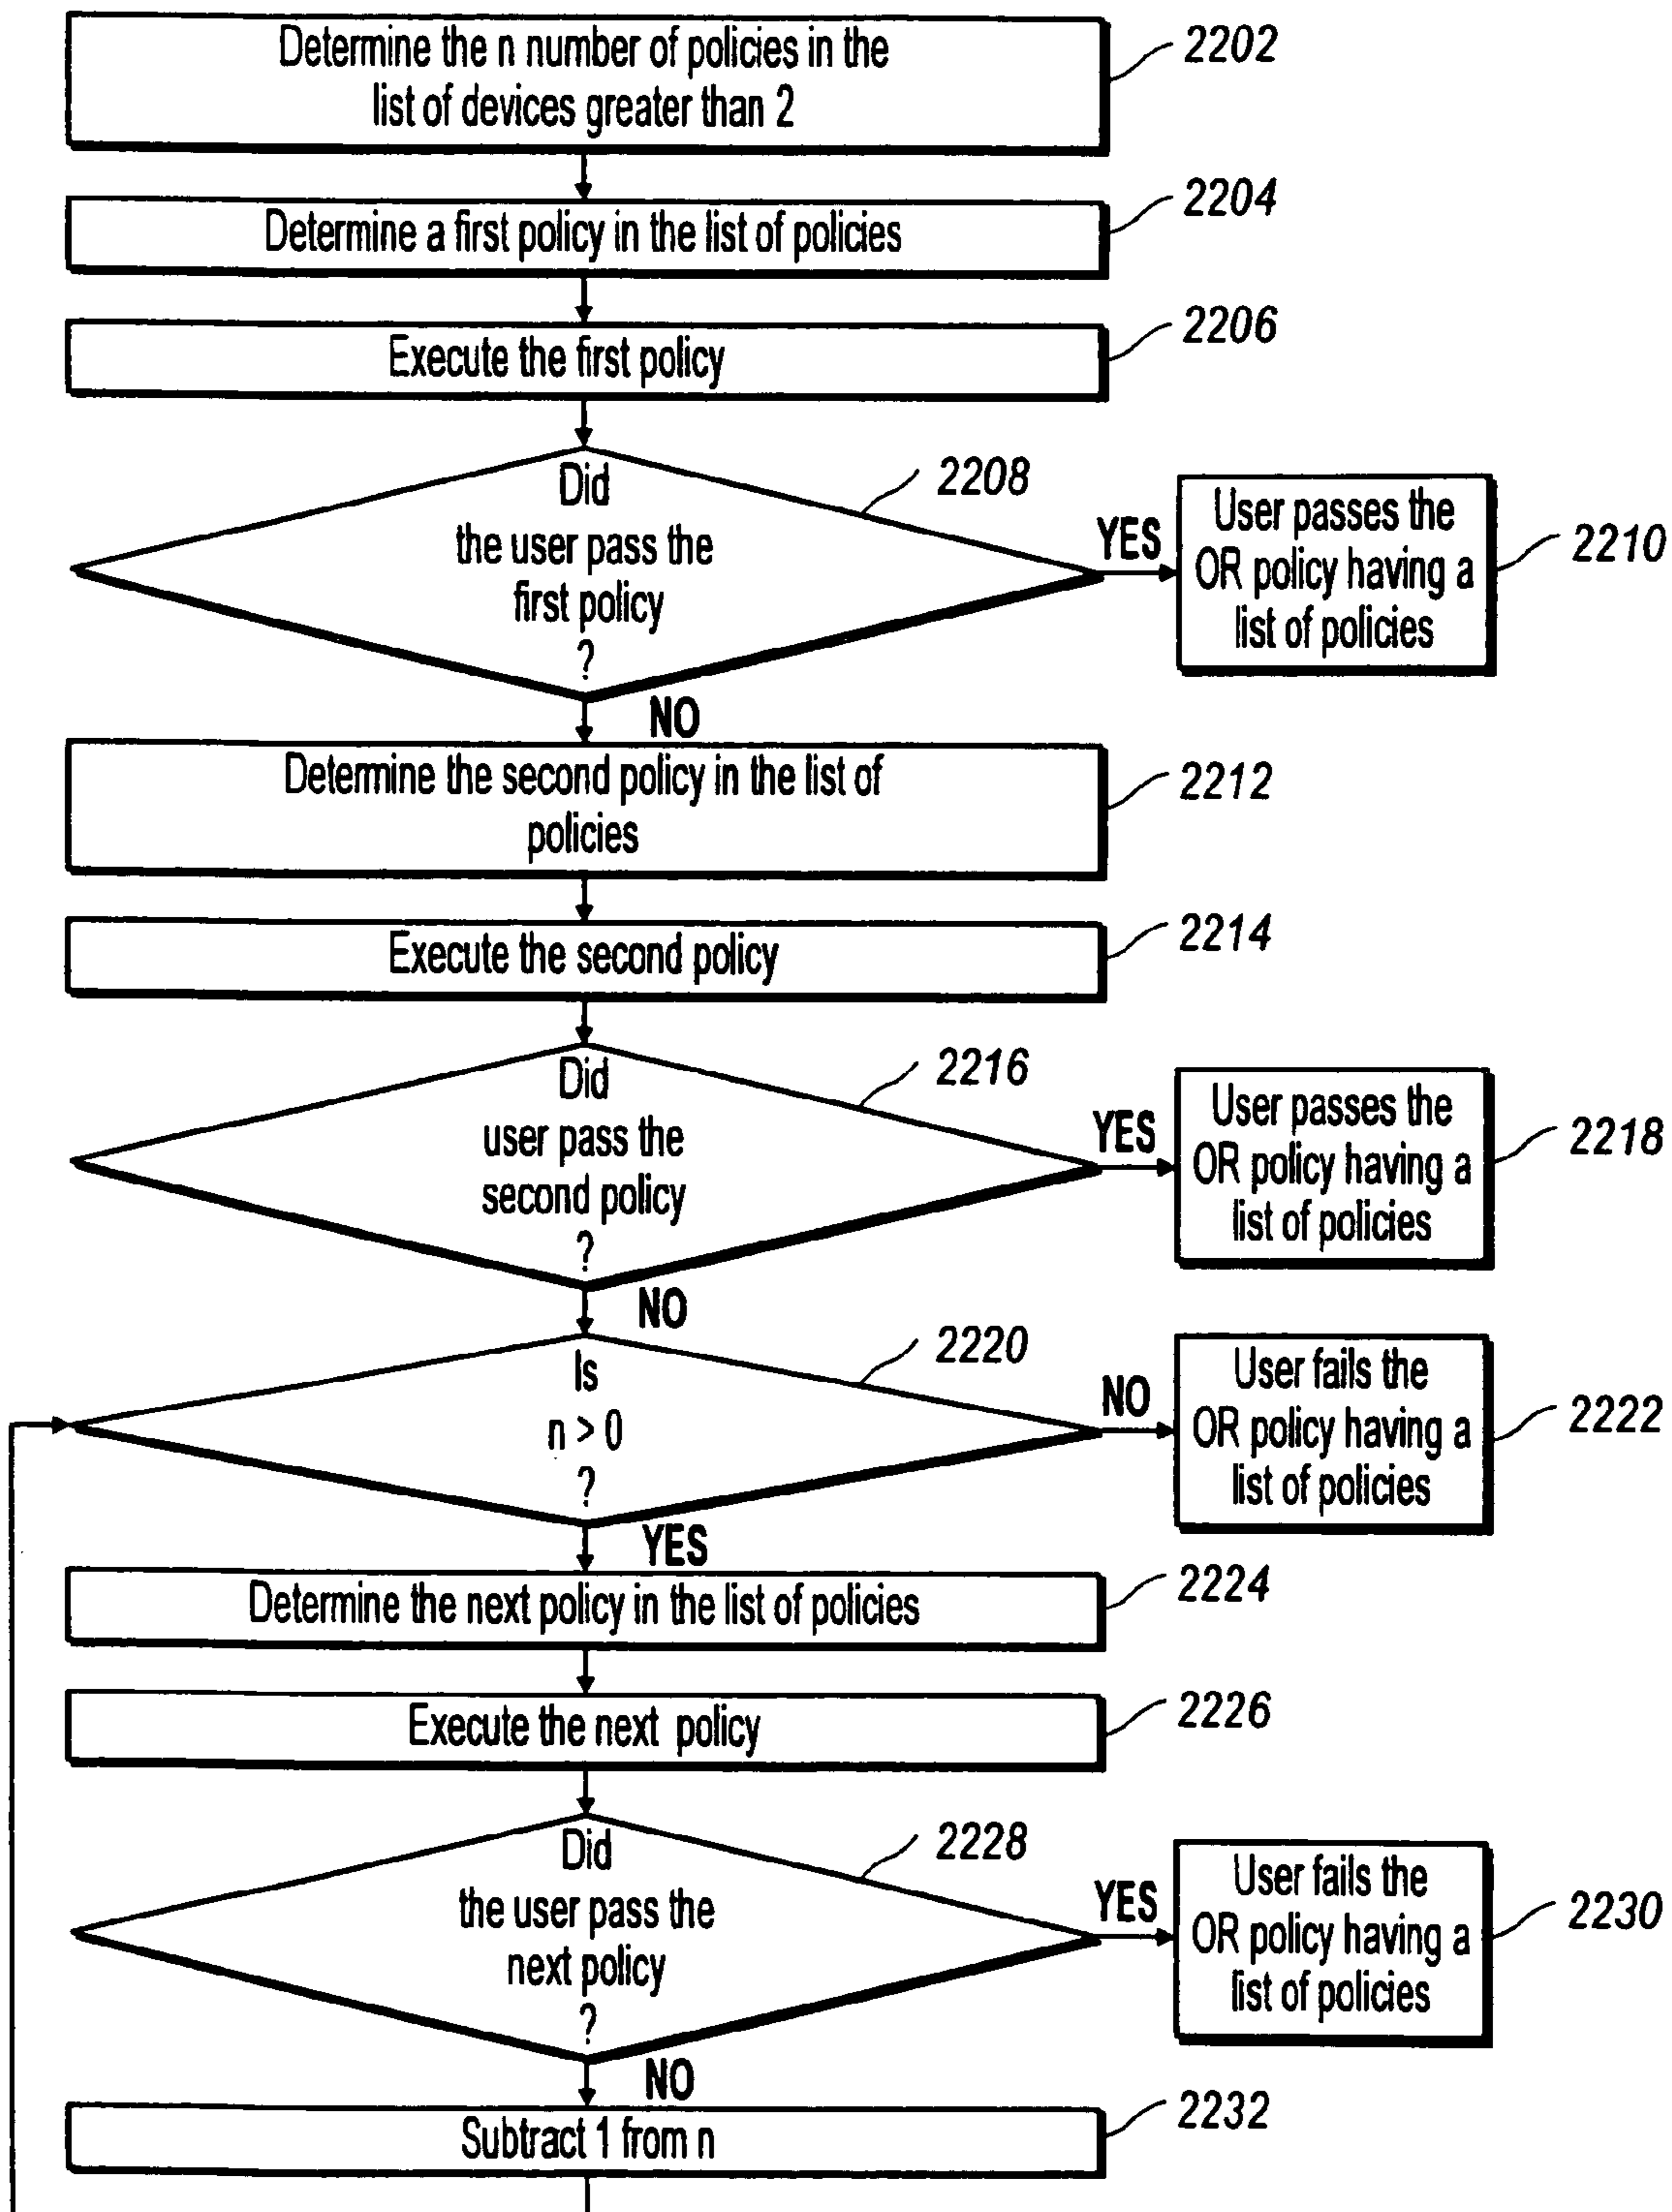 Determine the n number of policies in the
list of devices greater than 2
2202
Determine a first policy in the list of policies
2204
Execute the first policy
2206
Did
the user pass the
first policy
?
2208
YES
User passes the
OR policy having a
list of policies
2210
NO
Determine the second policy in the list of
policies
2212
Execute the second policy
2214
Did
user pass the
second policy
?
2216
YES
User passes the
OR policy having a
list of policies
2218
NO
Is
n > 0
?
2220
NO
User fails the
OR policy having a
list of policies
2222
YES
Determine the next policy in the list of policies
2224
Execute the next policy
2226
Did
the user pass the
next policy
?
2228
YES
User fails the
OR policy having a
list of policies
2230
NO
Subtract 1 from n
2232